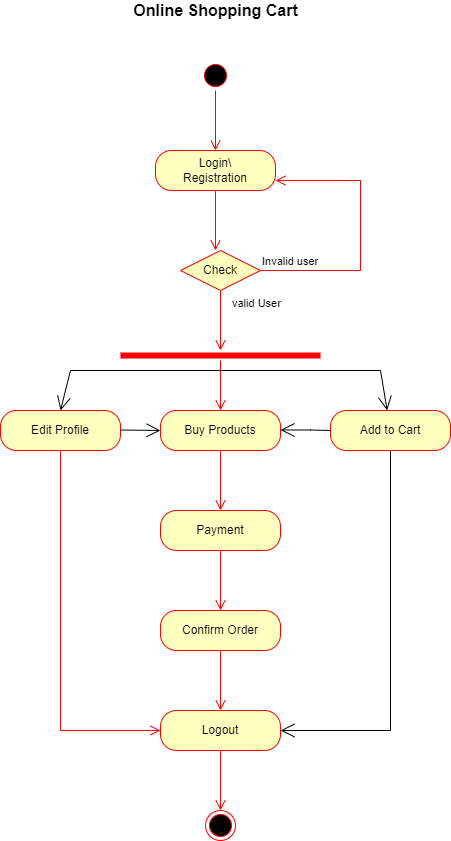 Online Shopping Cart
Login\
Registration
Check
Invalid user
valid User
Edit Profile
Buy Products
Add to Cart
Payment
Confirm Order
Logout